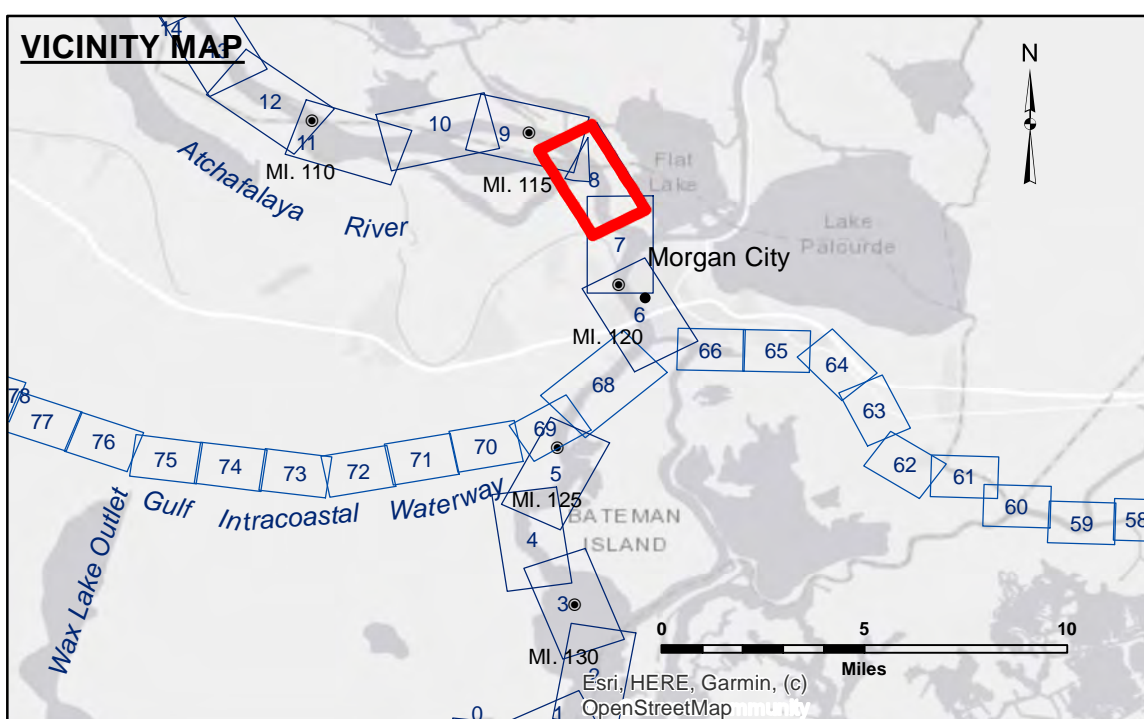 VICINITY MAP
N
14
13
12
11
10
9
8
7
6
MI. 110
MI. 115
Atchafalaya
River
Flat
Lake
Lake
Palourde
Morgan City
MI. 120
66
65
64
63
62
61
60
59
58
68
69
70
71
72
73
74
75
76
77
78
5
MI. 125
Gulf Intracoastal Waterway
Wax Lake Outlet
BATEMAN
ISLAND
4
3
MI. 130
2
1
0
0 5 10
Miles
Esri, HERE, Garmin, (c)
OpenStreetMap community